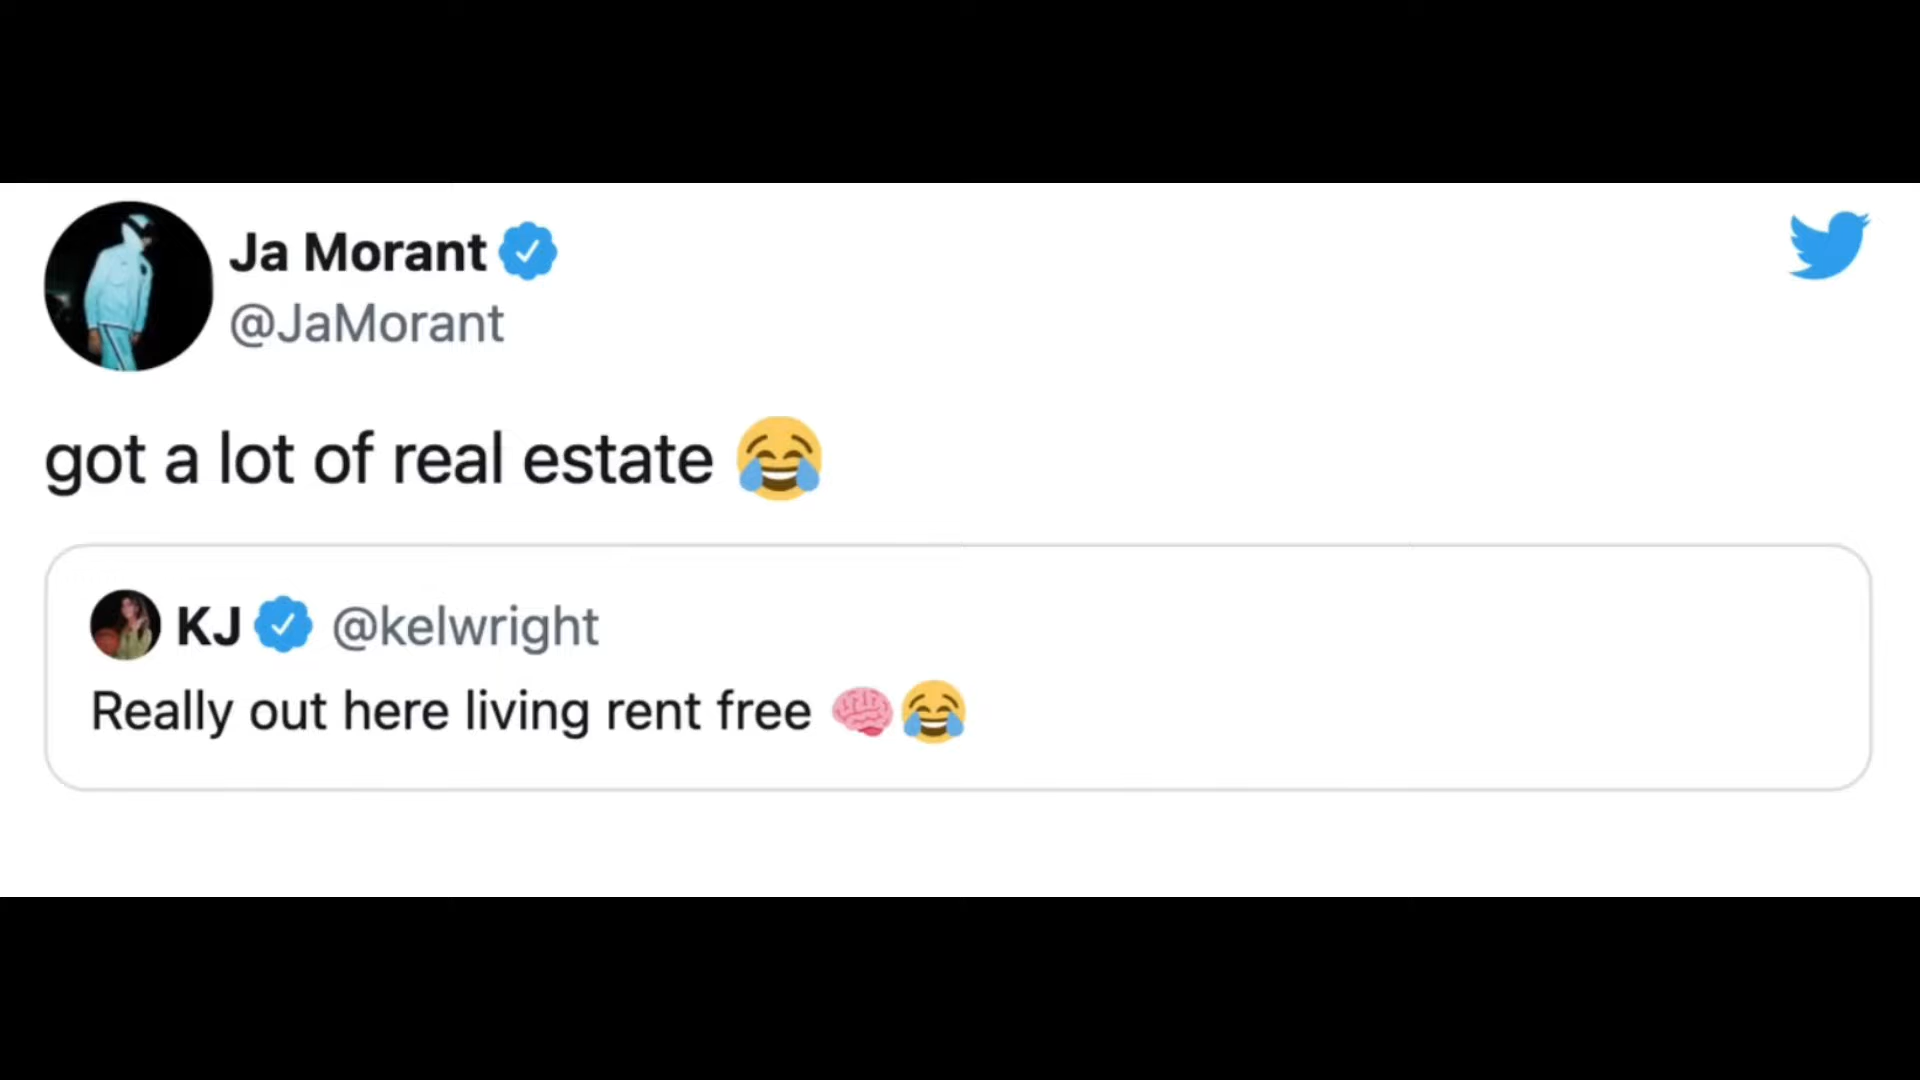 Ja Morant
@JaMorant
got a lot of real estate 😂
KJ @kelwright
Really out here living rent free 🧠😂